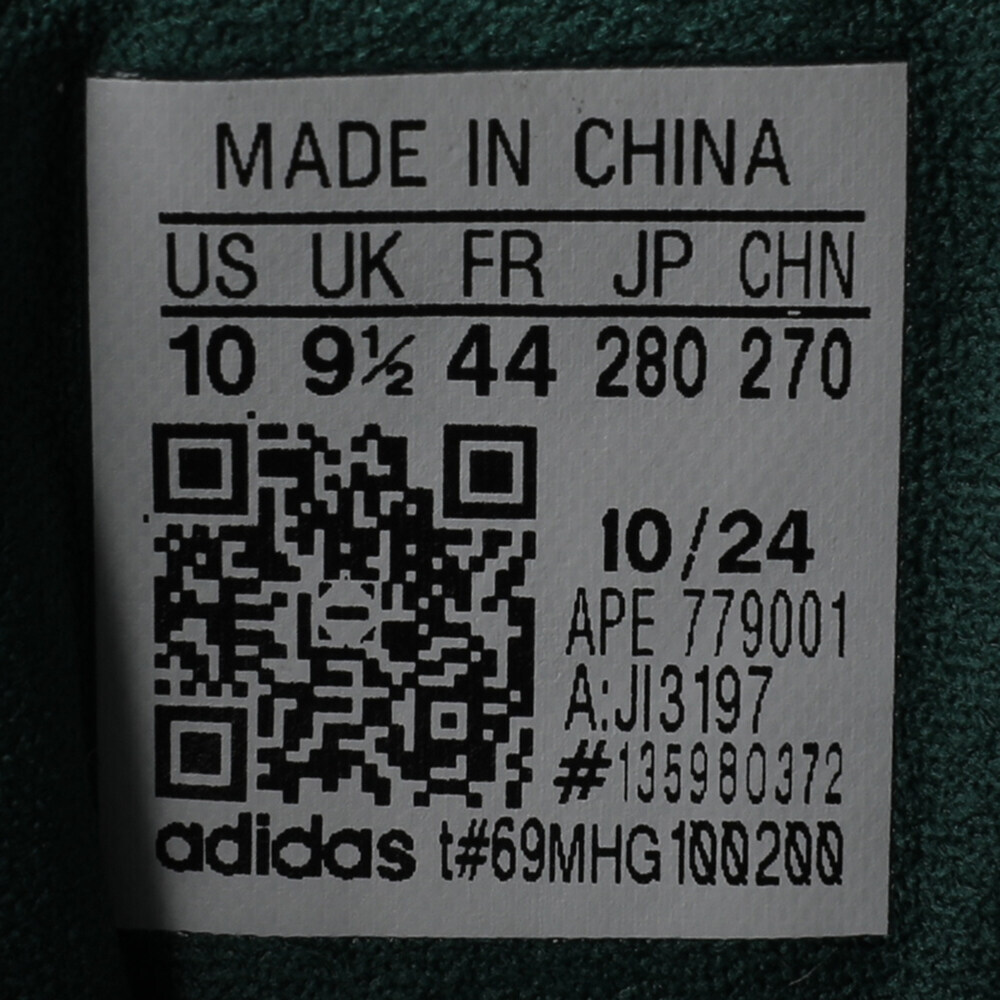 MADE IN CHINA
US UK FR JP CHN
10 9½ 44 280 270
10/24
APE 779001
A:JI3197
#135980372
adidas t#69MHG100200